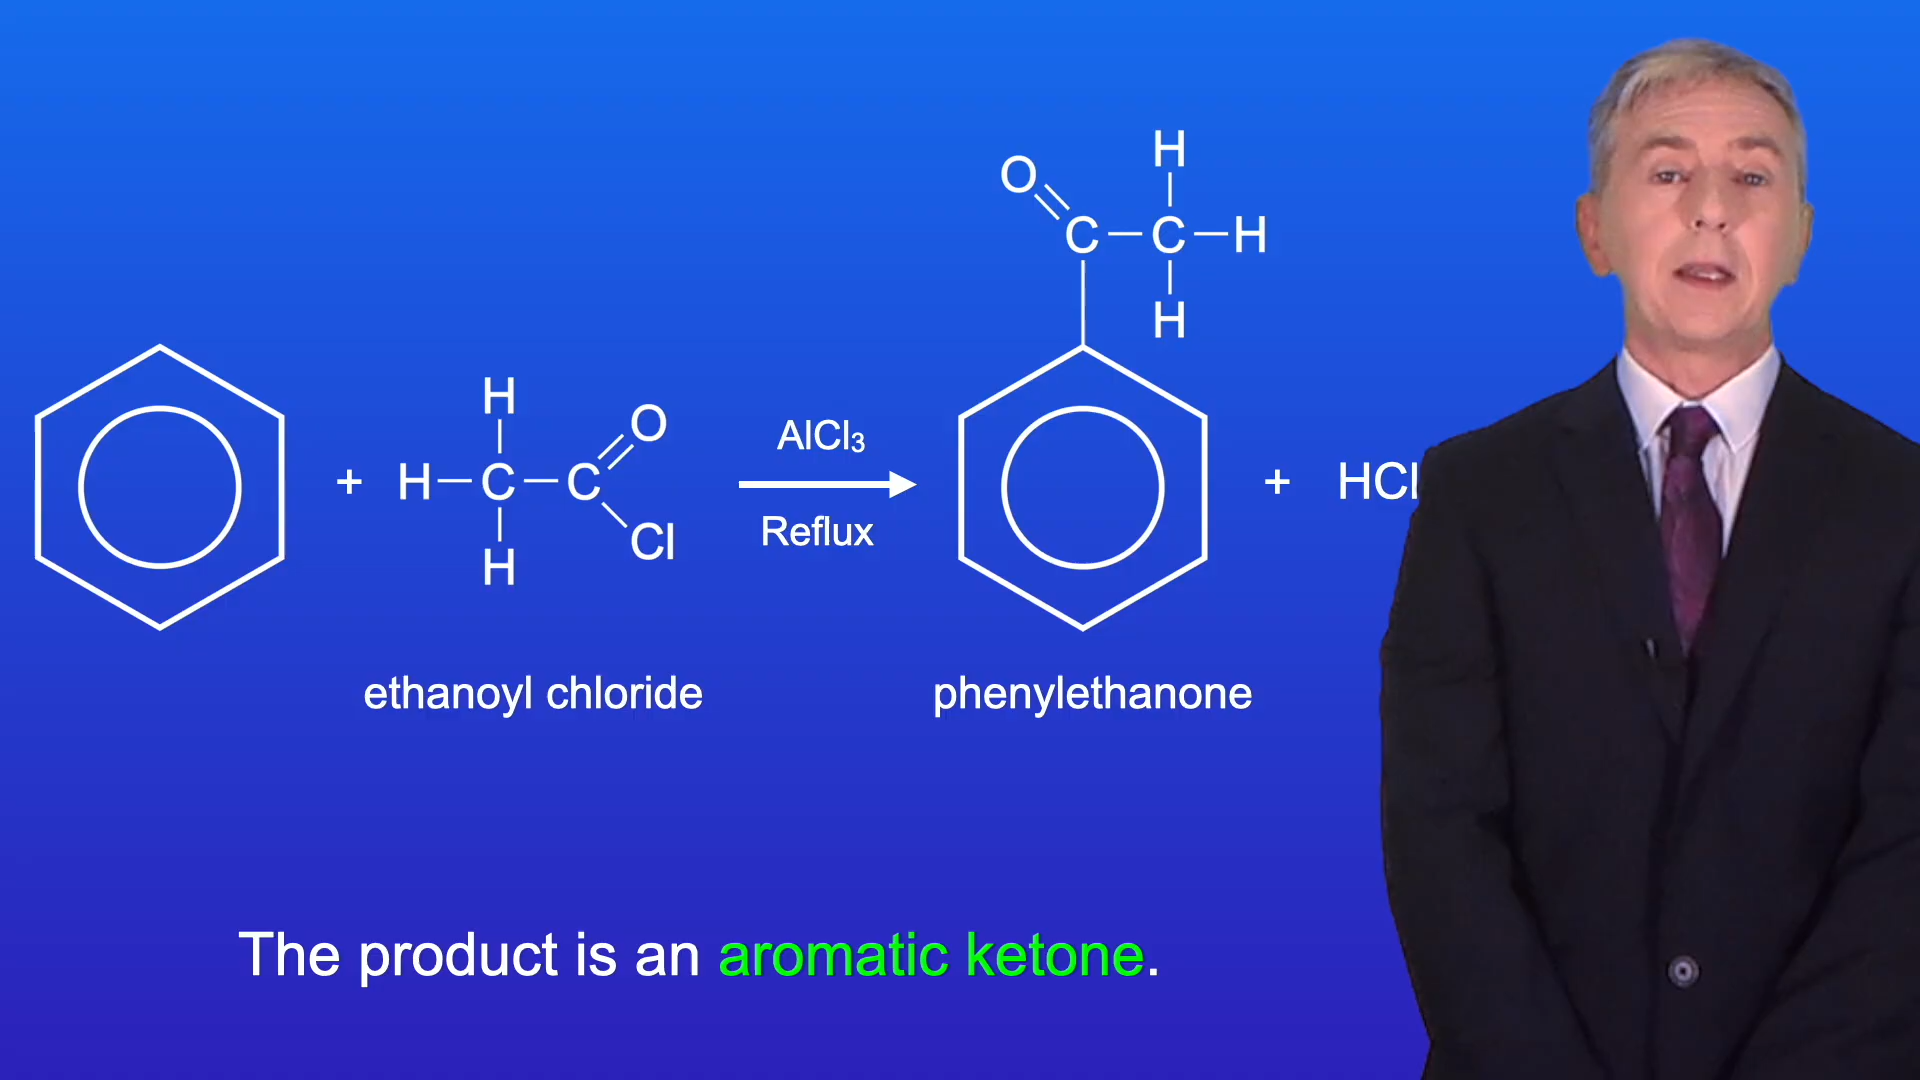 H
O
C C H
H
H
O
AlCl₃
+ H C C + HCl
Reflux
Cl
H
ethanoyl chloride phenylethanone
The product is an aromatic ketone.